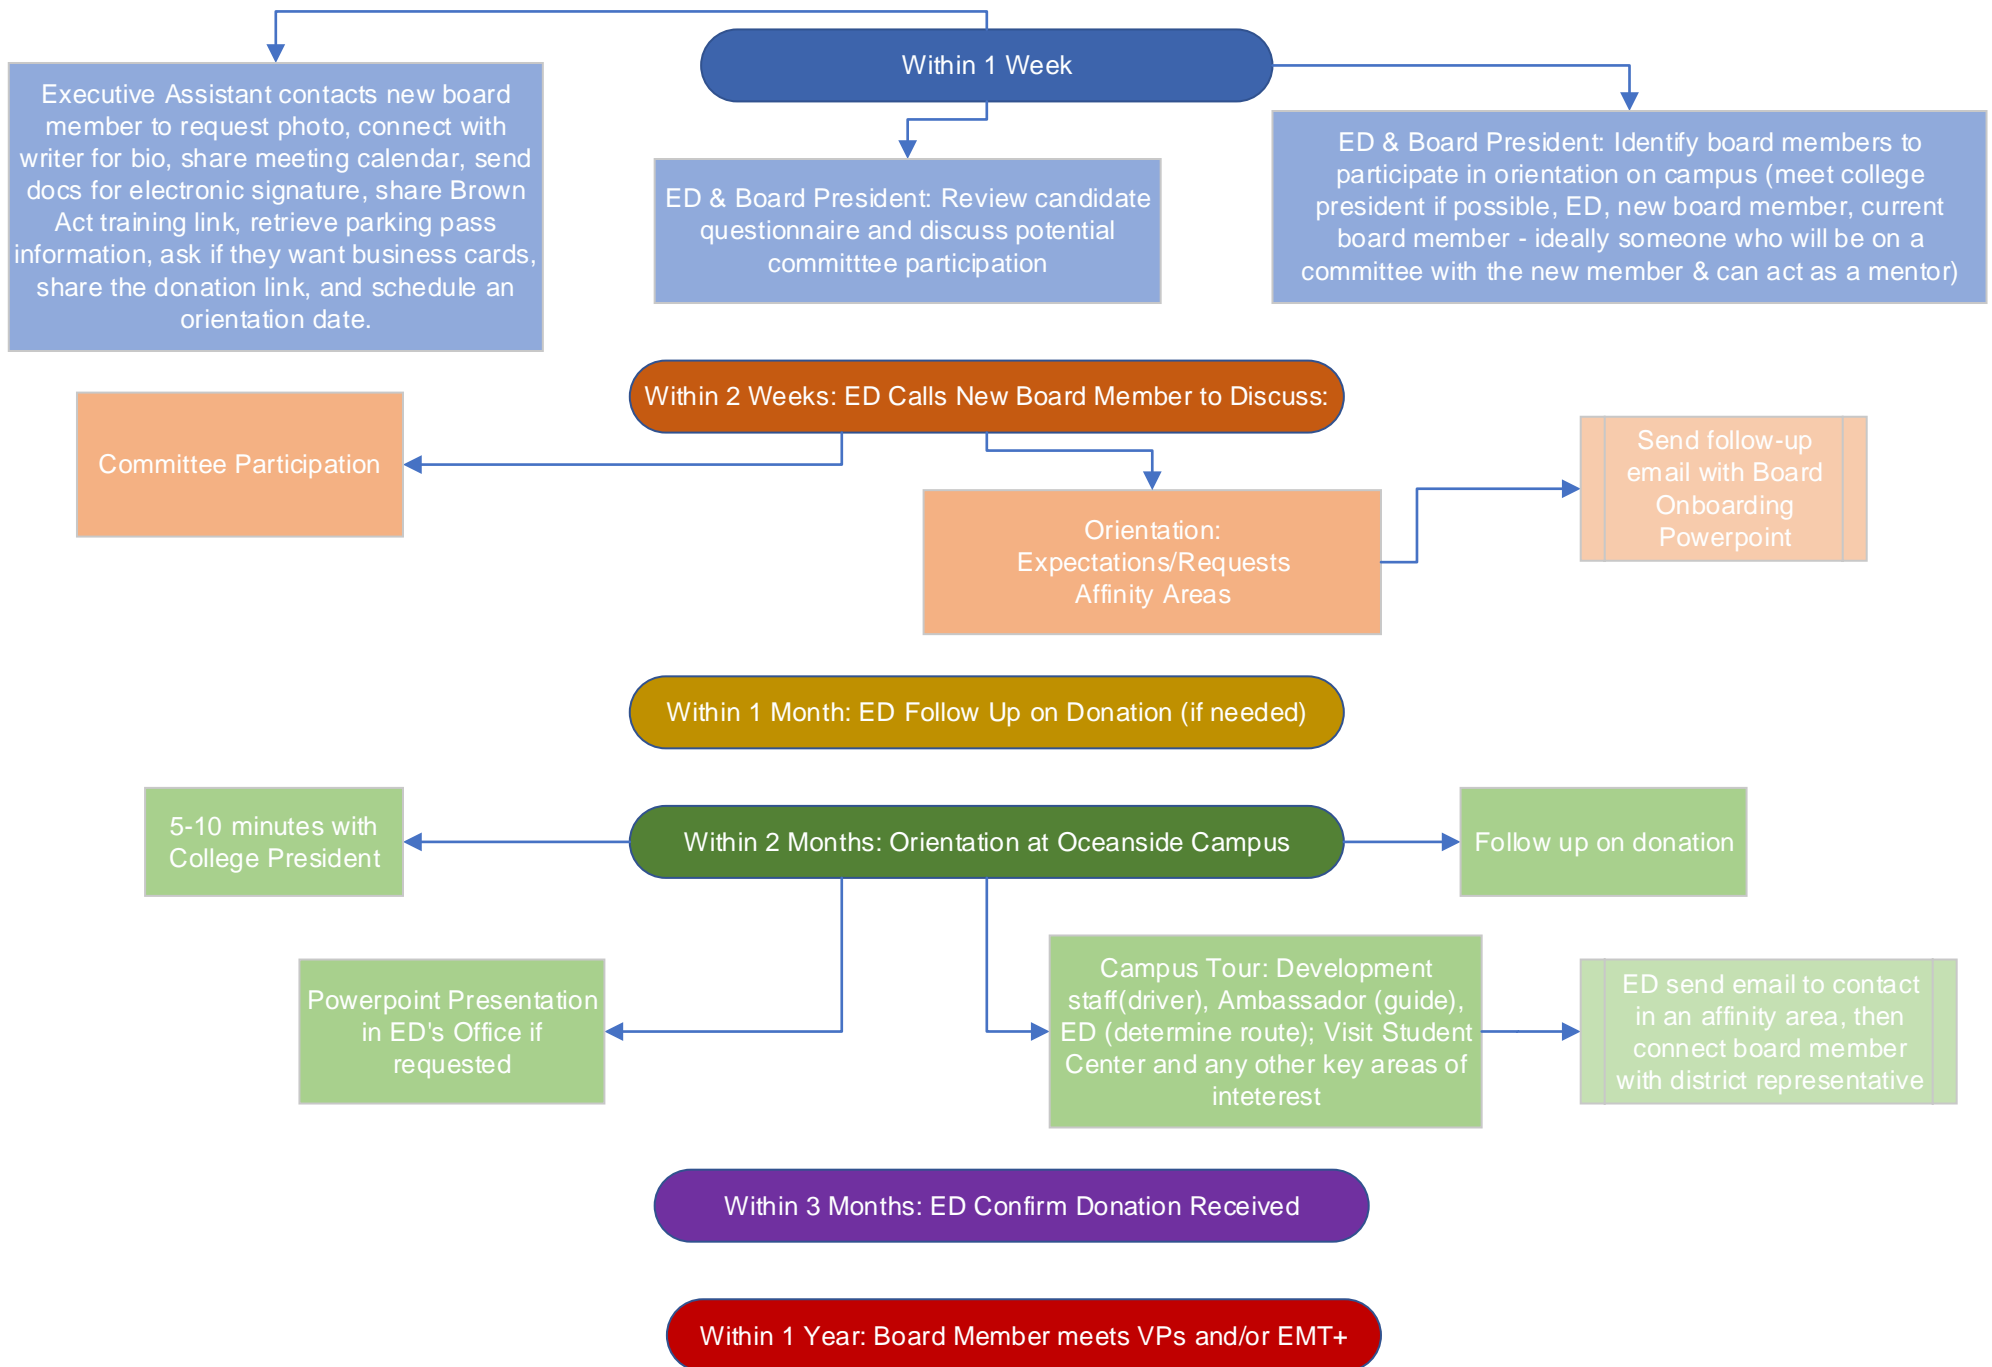 Within 1 Week
Executive Assistant contacts new board
member to request photo, connect with
writer for bio, share meeting calendar, send
docs for electronic signature, share Brown
Act training link, retrieve parking pass
information, ask if they want business cards,
share the donation link, and schedule an
orientation date.
ED & Board President: Review candidate
questionnaire and discuss potential
committtee participation
ED & Board President: Identify board members to
participate in orientation on campus (meet college
president if possible, ED, new board member, current
board member - ideally someone who will be on a
committee with the new member & can act as a mentor)
Within 2 Weeks: ED Calls New Board Member to Discuss:
Committee Participation
Orientation:
Expectations/Requests
Affinity Areas
Send follow-up
email with Board
Onboarding
Powerpoint
Within 1 Month: ED Follow Up on Donation (if needed)
Within 2 Months: Orientation at Oceanside Campus
5-10 minutes with
College President
Follow up on donation
Powerpoint Presentation
in ED's Office if
requested
Campus Tour: Development
staff(driver), Ambassador (guide),
ED (determine route); Visit Student
Center and any other key areas of
inteterest
ED send email to contact
in an affinity area, then
connect board member
with district representative
Within 3 Months: ED Confirm Donation Received
Within 1 Year: Board Member meets VPs and/or EMT+